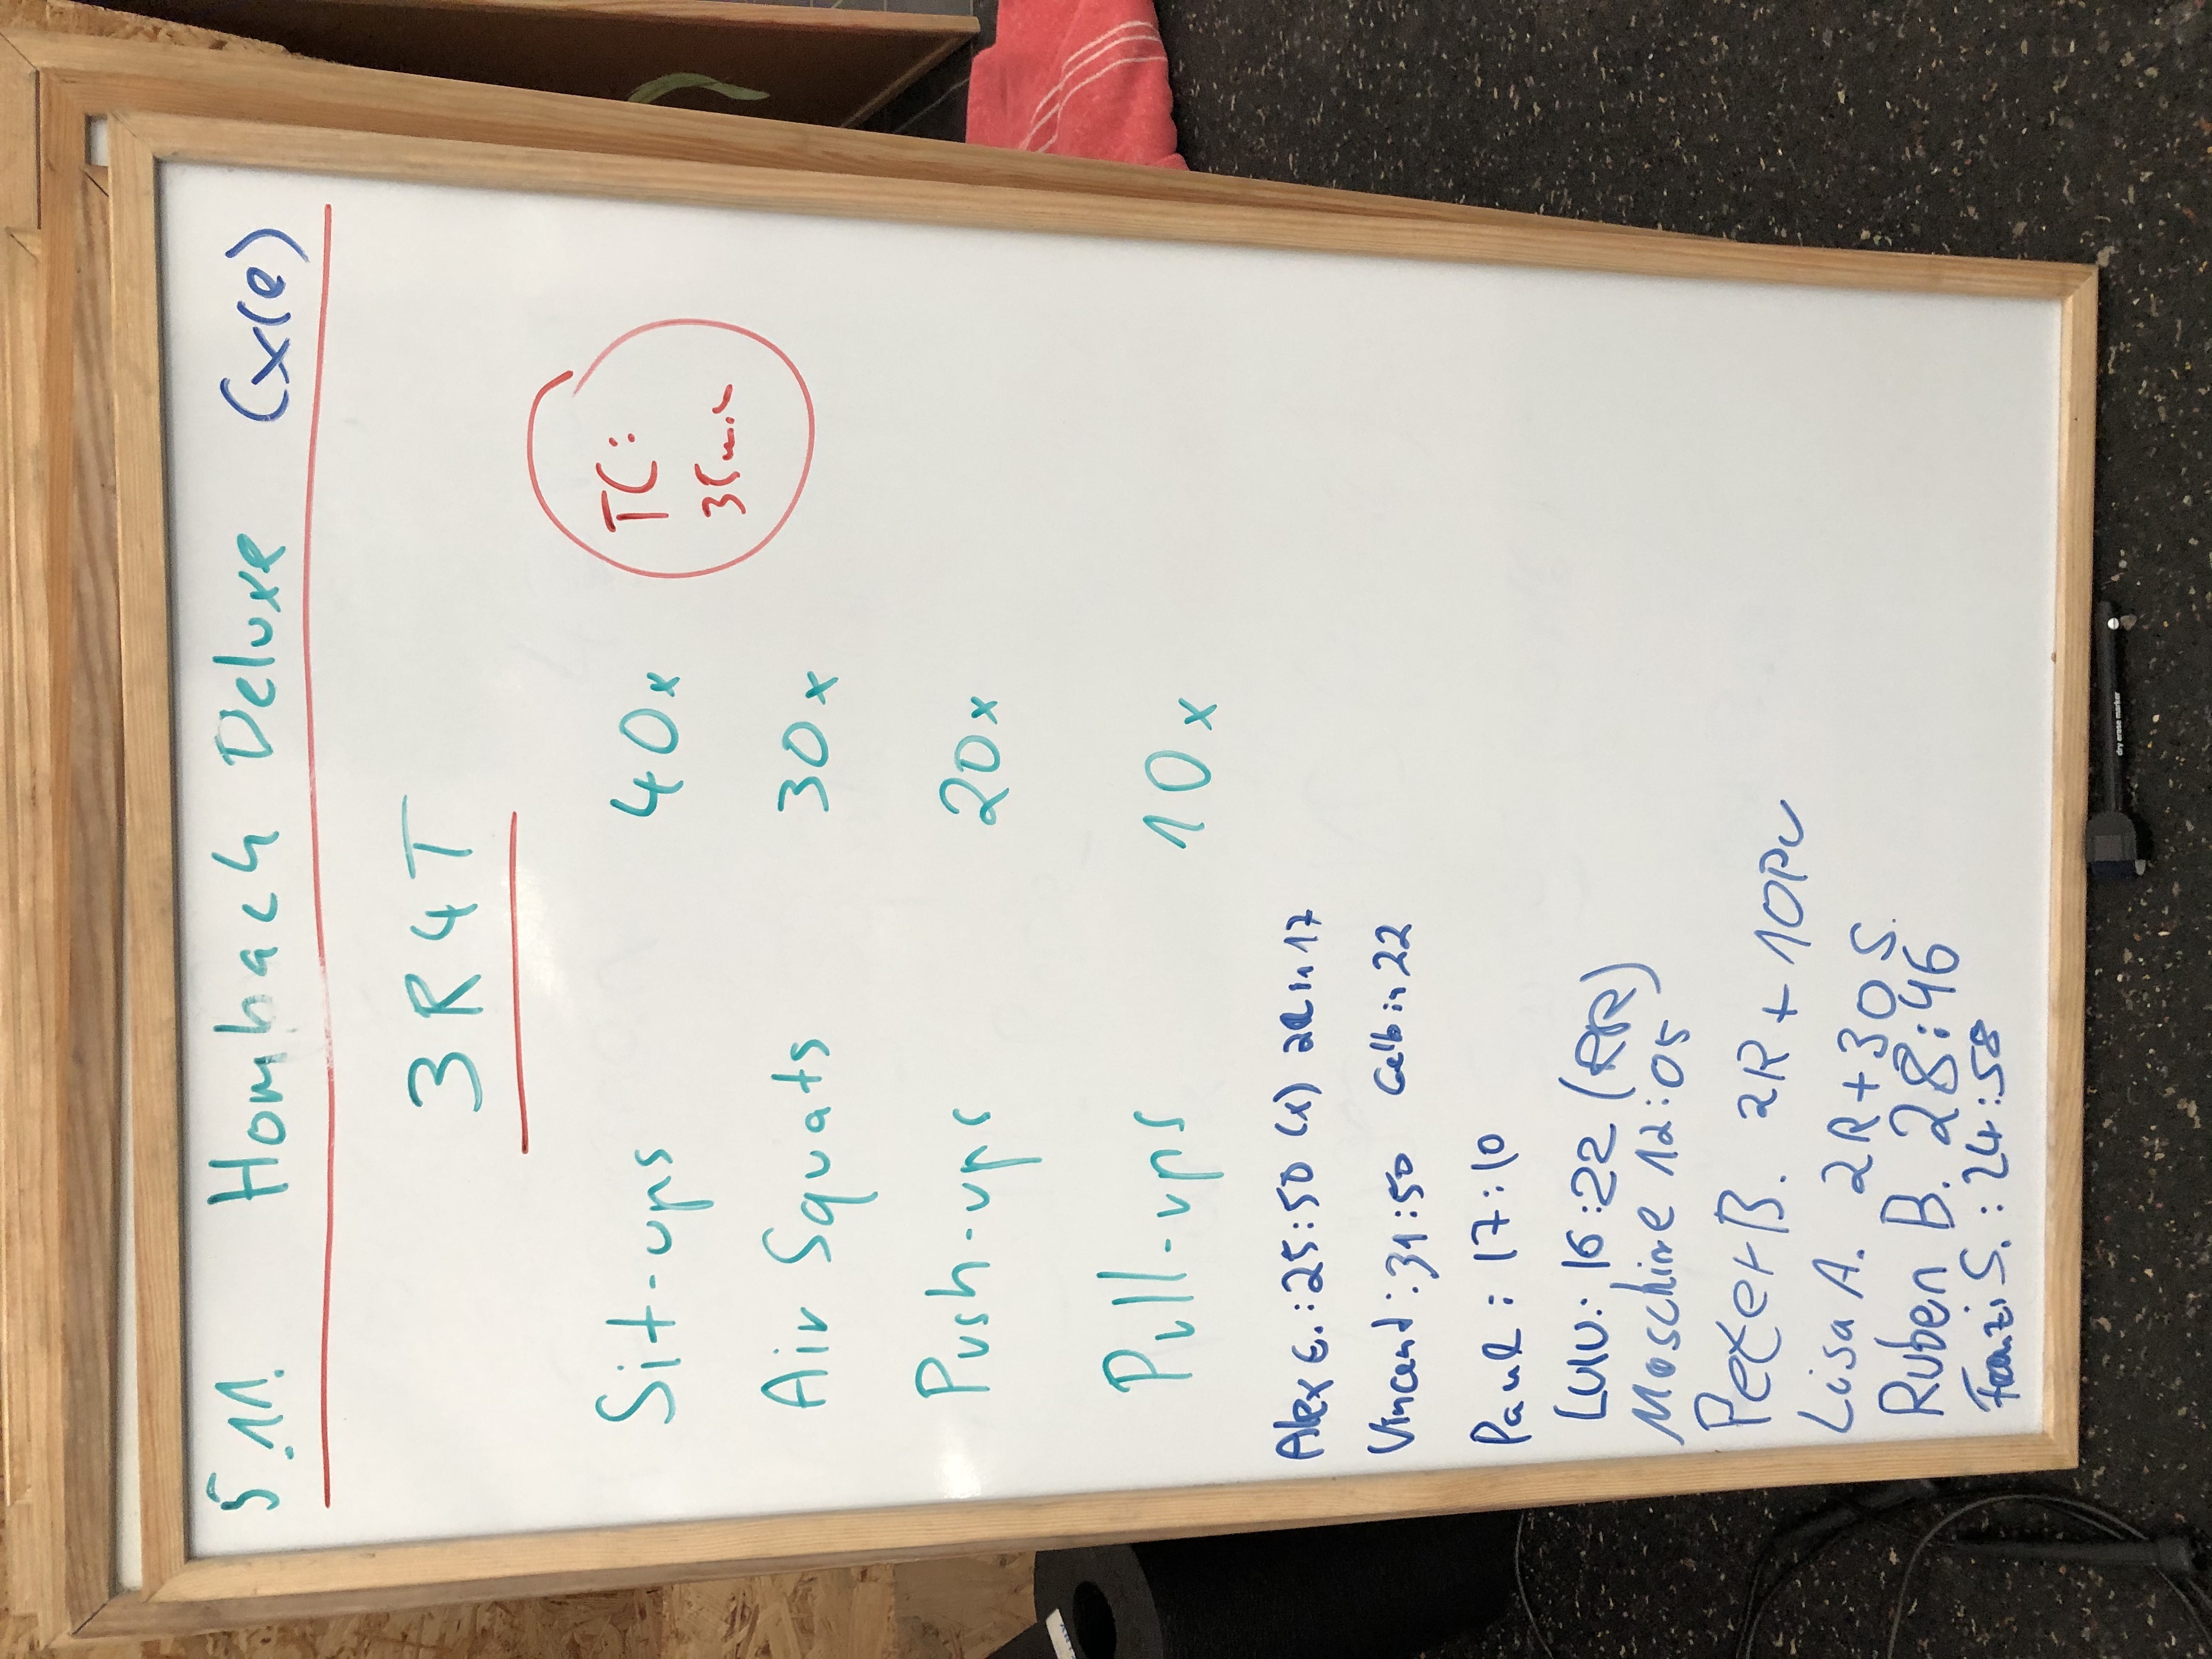 5.11. Hombach Deluxe (x(e)
3R4T
Sit-ups 40x
TC:
35min
Air Squats 30x
Push-ups 20x
Pull-ups 10x
Alex E.: 25:50 (x) 2R in 17
Vincent: 31:50 Gelb in 22
Paul: 17:10
Lulu: 16:22 (RR)
Maschine 12:05
Peter B. 2R + 10Pu
Lisa A. 2R+30 S.
Ruben B. 28:46
Franzi S.: 24:58
dry erase marker